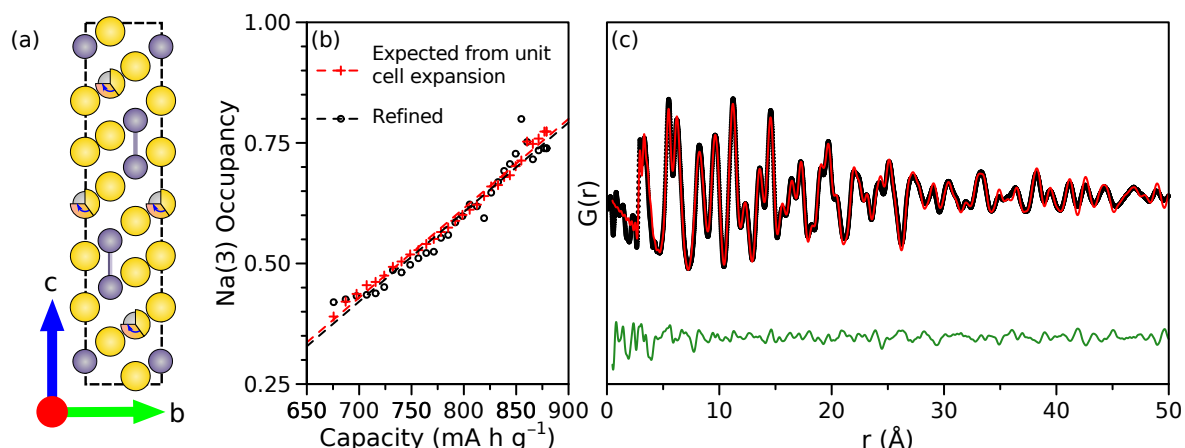 (a)
c
b
(b)
Expected from unit
cell expansion
Refined
Na(3) Occupancy
1.00
0.75
0.50
0.25
650 700 750 800 850 900
Capacity (mA h g⁻¹)
(c)
G(r)
0 10 20 30 40 50
r (Å)